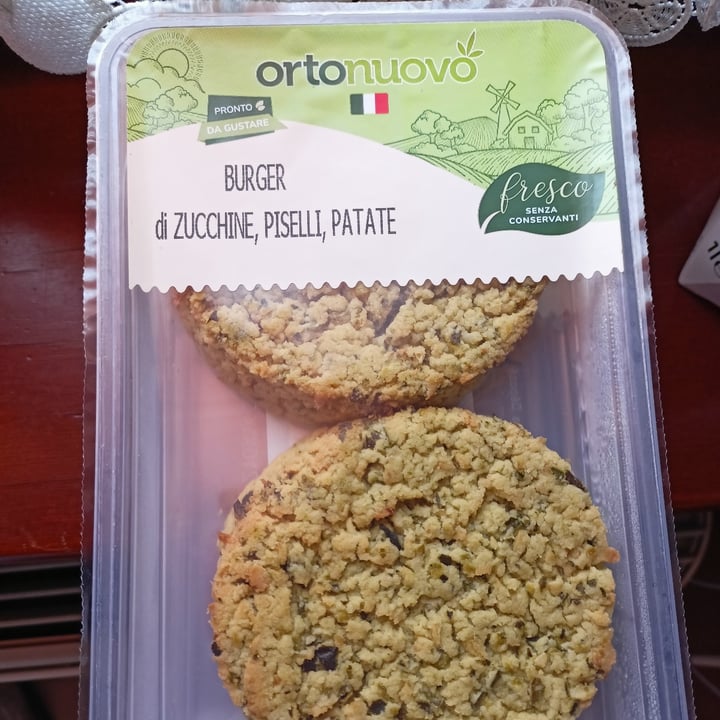 ortonuovo
PRONTO
DA GUSTARE
BURGER
di ZUCCHINE, PISELLI, PATATE
fresco
SENZA
CONSERVANTI